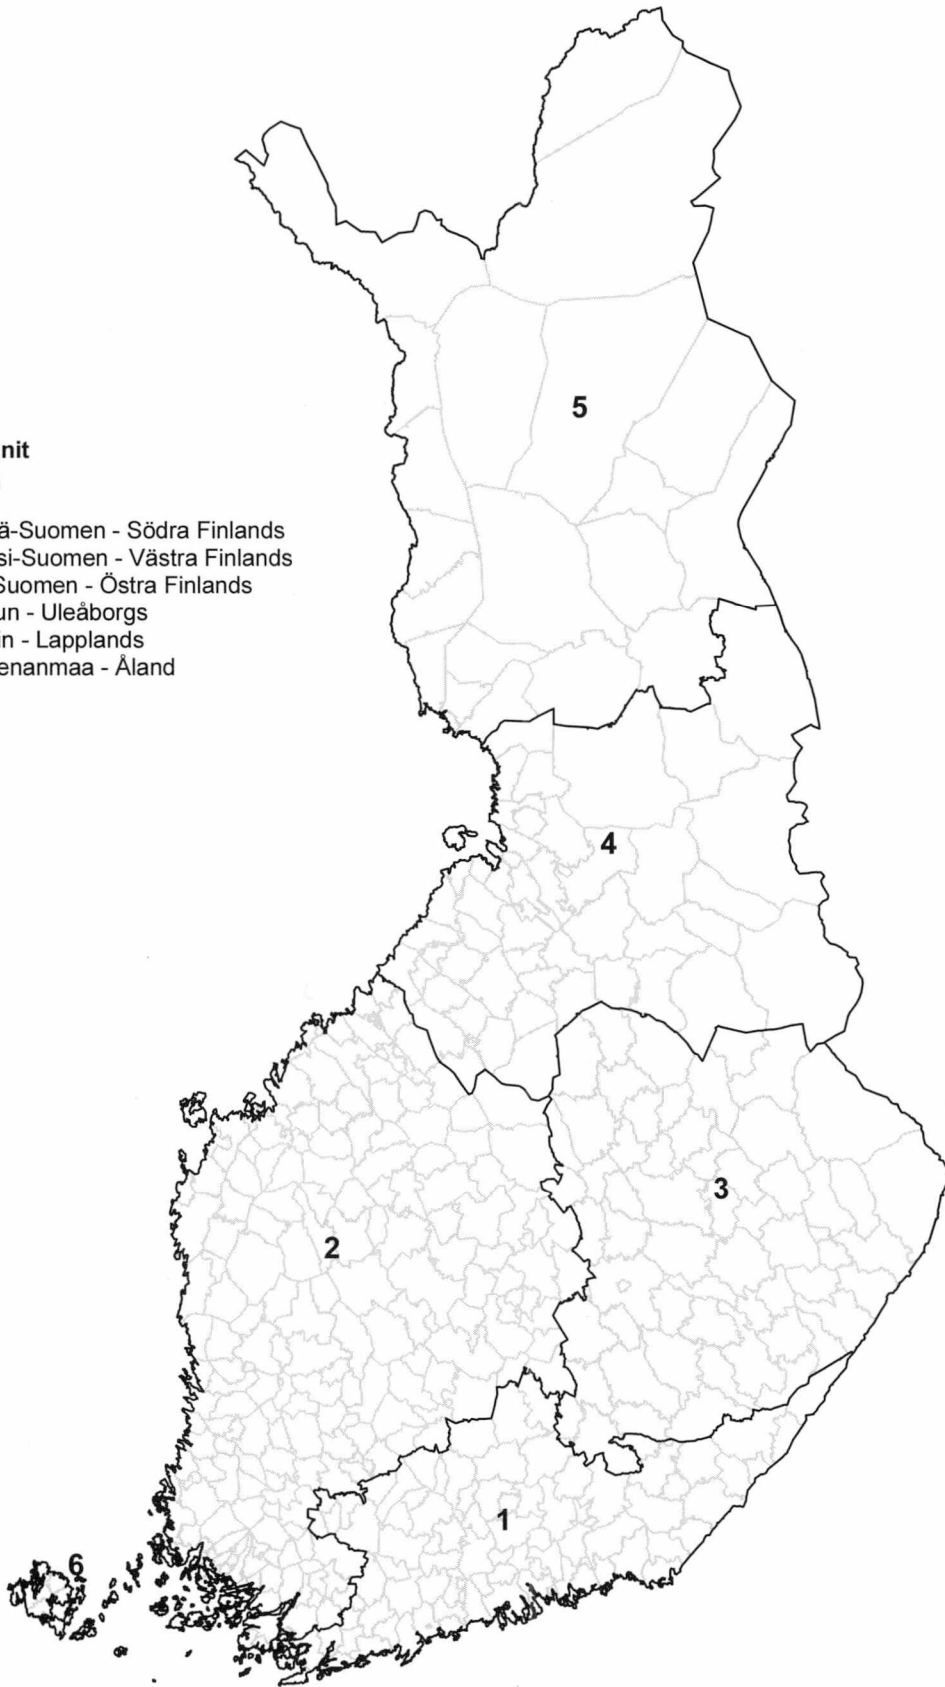 nit
ä-Suomen - Södra Finlands
si-Suomen - Västra Finlands
Suomen - Östra Finlands
un - Uleåborgs
in - Lapplands
enanmaa - Åland
5
4
3
2
1
6